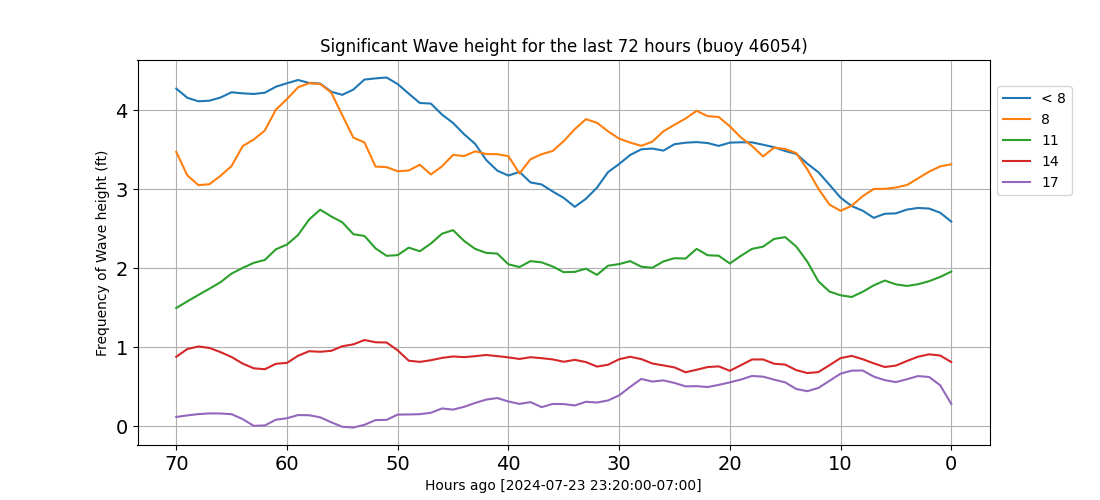 Significant Wave height for the last 72 hours (buoy 46054)
Frequency of Wave height (ft)
4
3
2
1
0
70 60 50 40 30 20 10 0
Hours ago [2024-07-23 23:20:00-07:00]
< 8
8
11
14
17